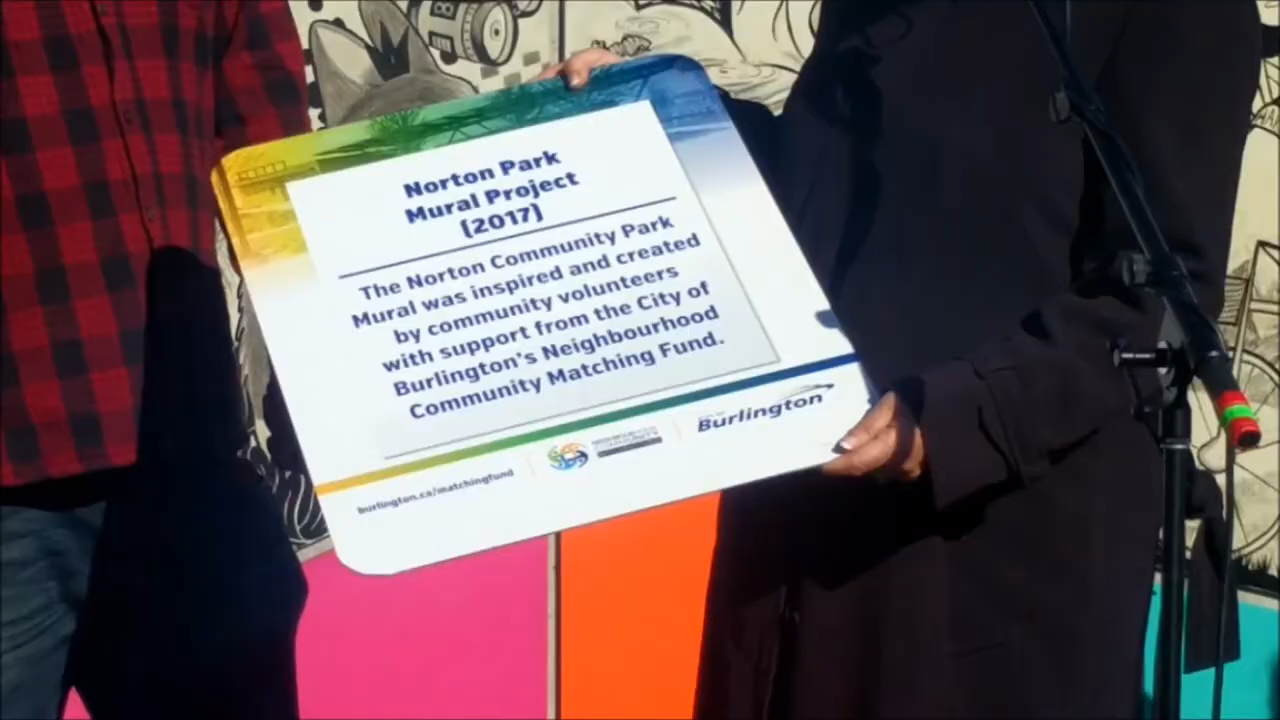 Norton Park
Mural Project
(2017)
The Norton Community Park
Mural was inspired and created
by community volunteers
with support from the City of
Burlington's Neighbourhood
Community Matching Fund.
burlington.ca/matchingfund
COMMUNITY
Burlington